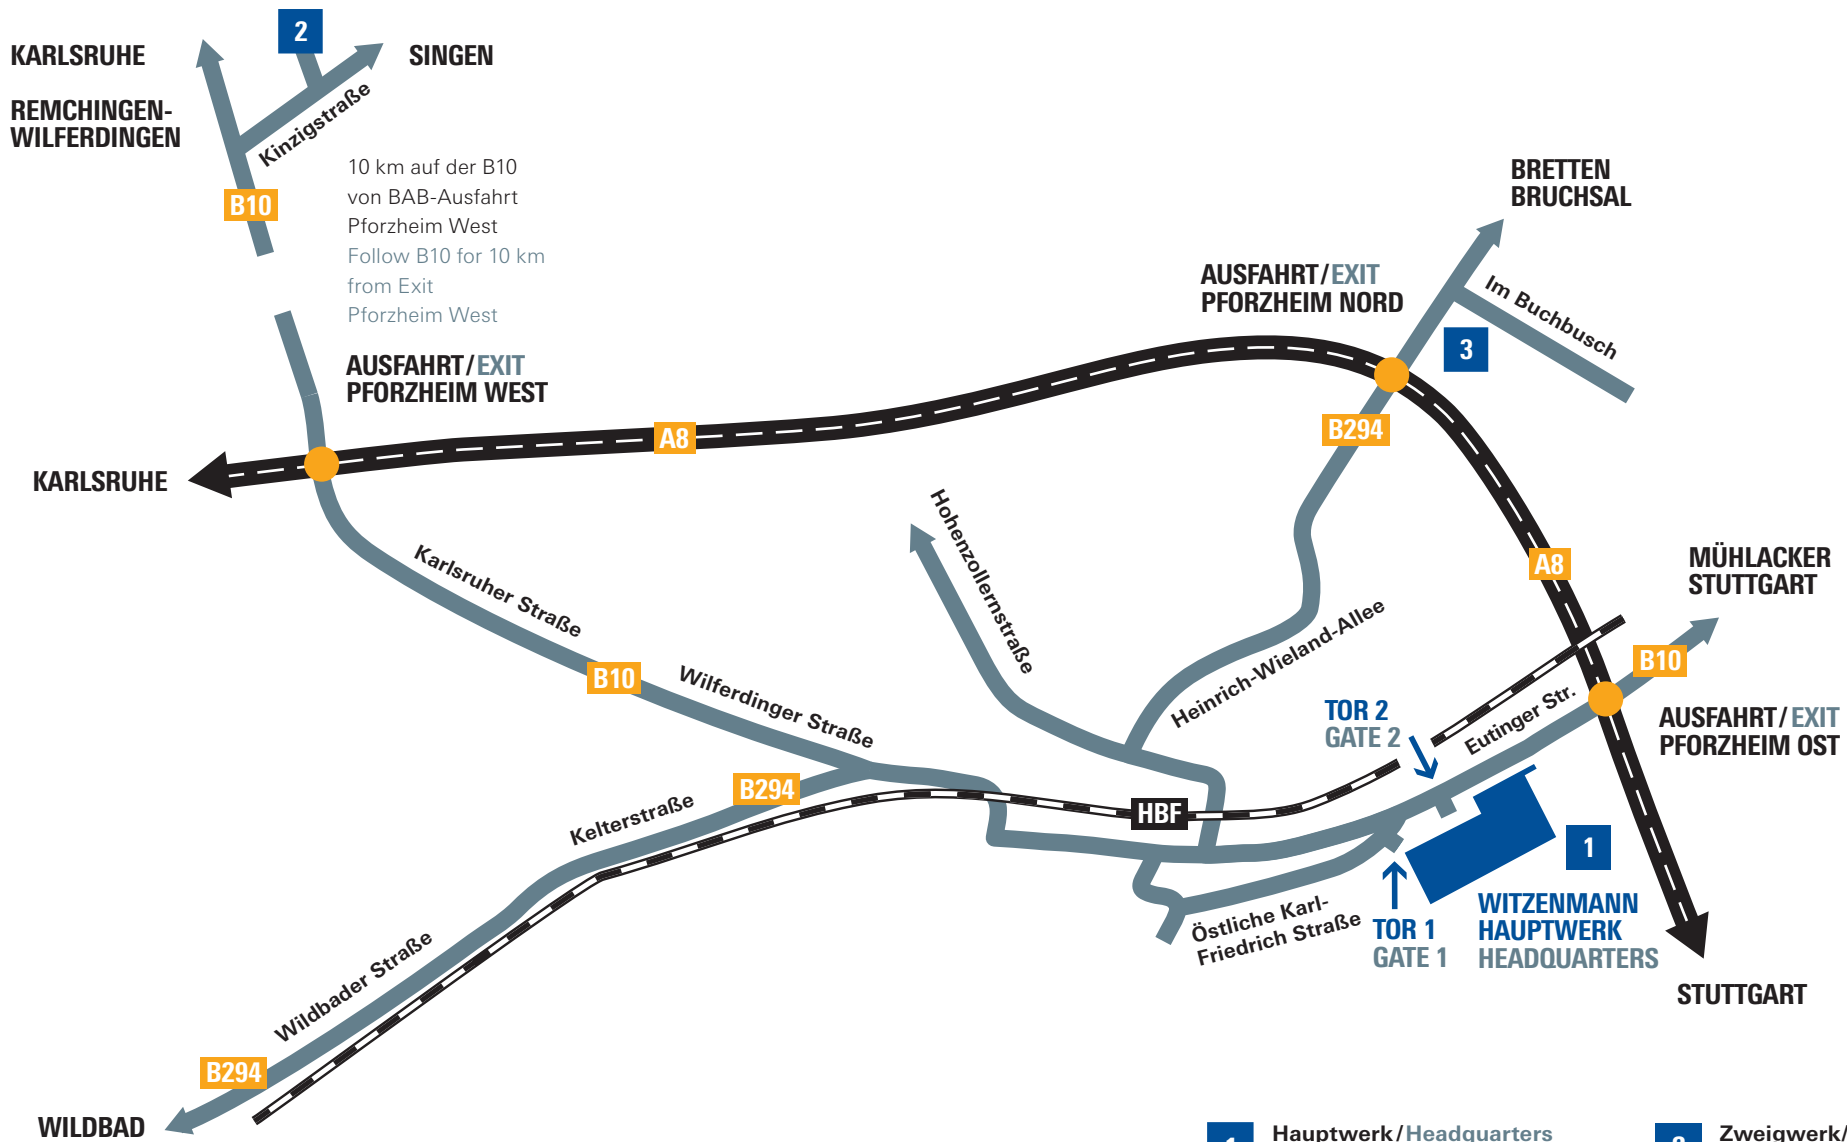 2
KARLSRUHE
SINGEN
REMCHINGEN-
WILFERDINGEN
Kinzigstraße
B10
10 km auf der B10
von BAB-Ausfahrt
Pforzheim West
Follow B10 for 10 km
from Exit
Pforzheim West
AUSFAHRT/EXIT
PFORZHEIM WEST
BRETTEN
BRUCHSAL
AUSFAHRT/EXIT
PFORZHEIM NORD
Im Buchbusch
3
B294
A8
KARLSRUHE
Karlsruher Straße
Hohenzollernstraße
A8
MÜHLACKER
STUTTGART
B10
Wilferdinger Straße
Heinrich-Wieland-Allee
B10
TOR 2
GATE 2
Eutinger Str.
AUSFAHRT/EXIT
PFORZHEIM OST
B294
Kelterstraße
HBF
1
Östliche Karl-
Friedrich Straße
TOR 1
GATE 1
WITZENMANN
HAUPTWERK
HEADQUARTERS
Wildbader Straße
STUTTGART
B294
WILDBAD
Hauptwerk/Headquarters
Zweigwerk/